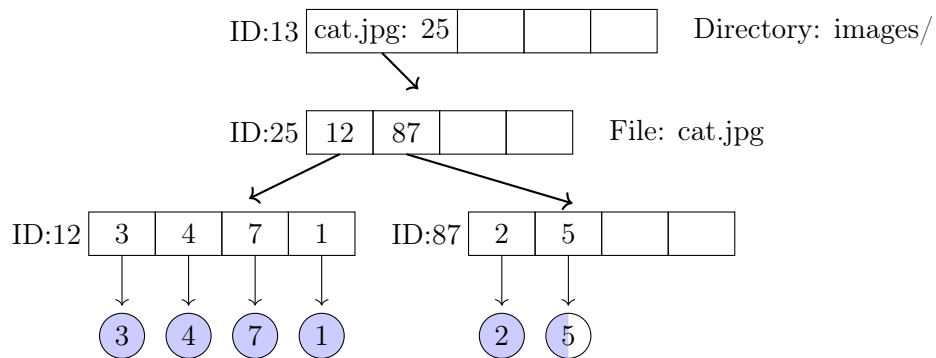 ID:13 cat.jpg: 25 Directory: images/
ID:25 12 87 File: cat.jpg
ID:12 3 4 7 1 ID:87 2 5
3 4 7 1 2 5